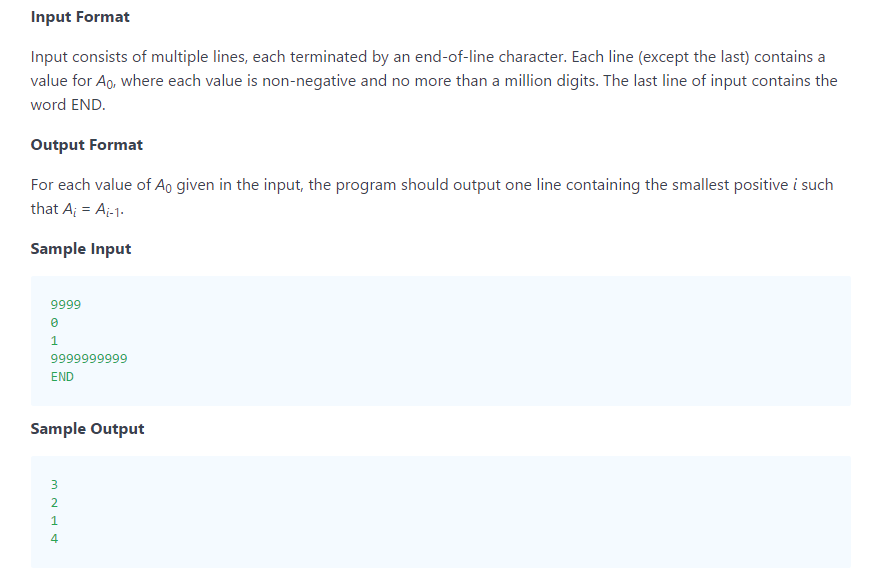 Input Format
Input consists of multiple lines, each terminated by an end-of-line character. Each line (except the last) contains a
value for A0, where each value is non-negative and no more than a million digits. The last line of input contains the
word END.
Output Format
For each value of A0 given in the input, the program should output one line containing the smallest positive i such
that Ai = Ai-1.
Sample Input
9999
0
1
9999999999
END
Sample Output
3
2
1
4